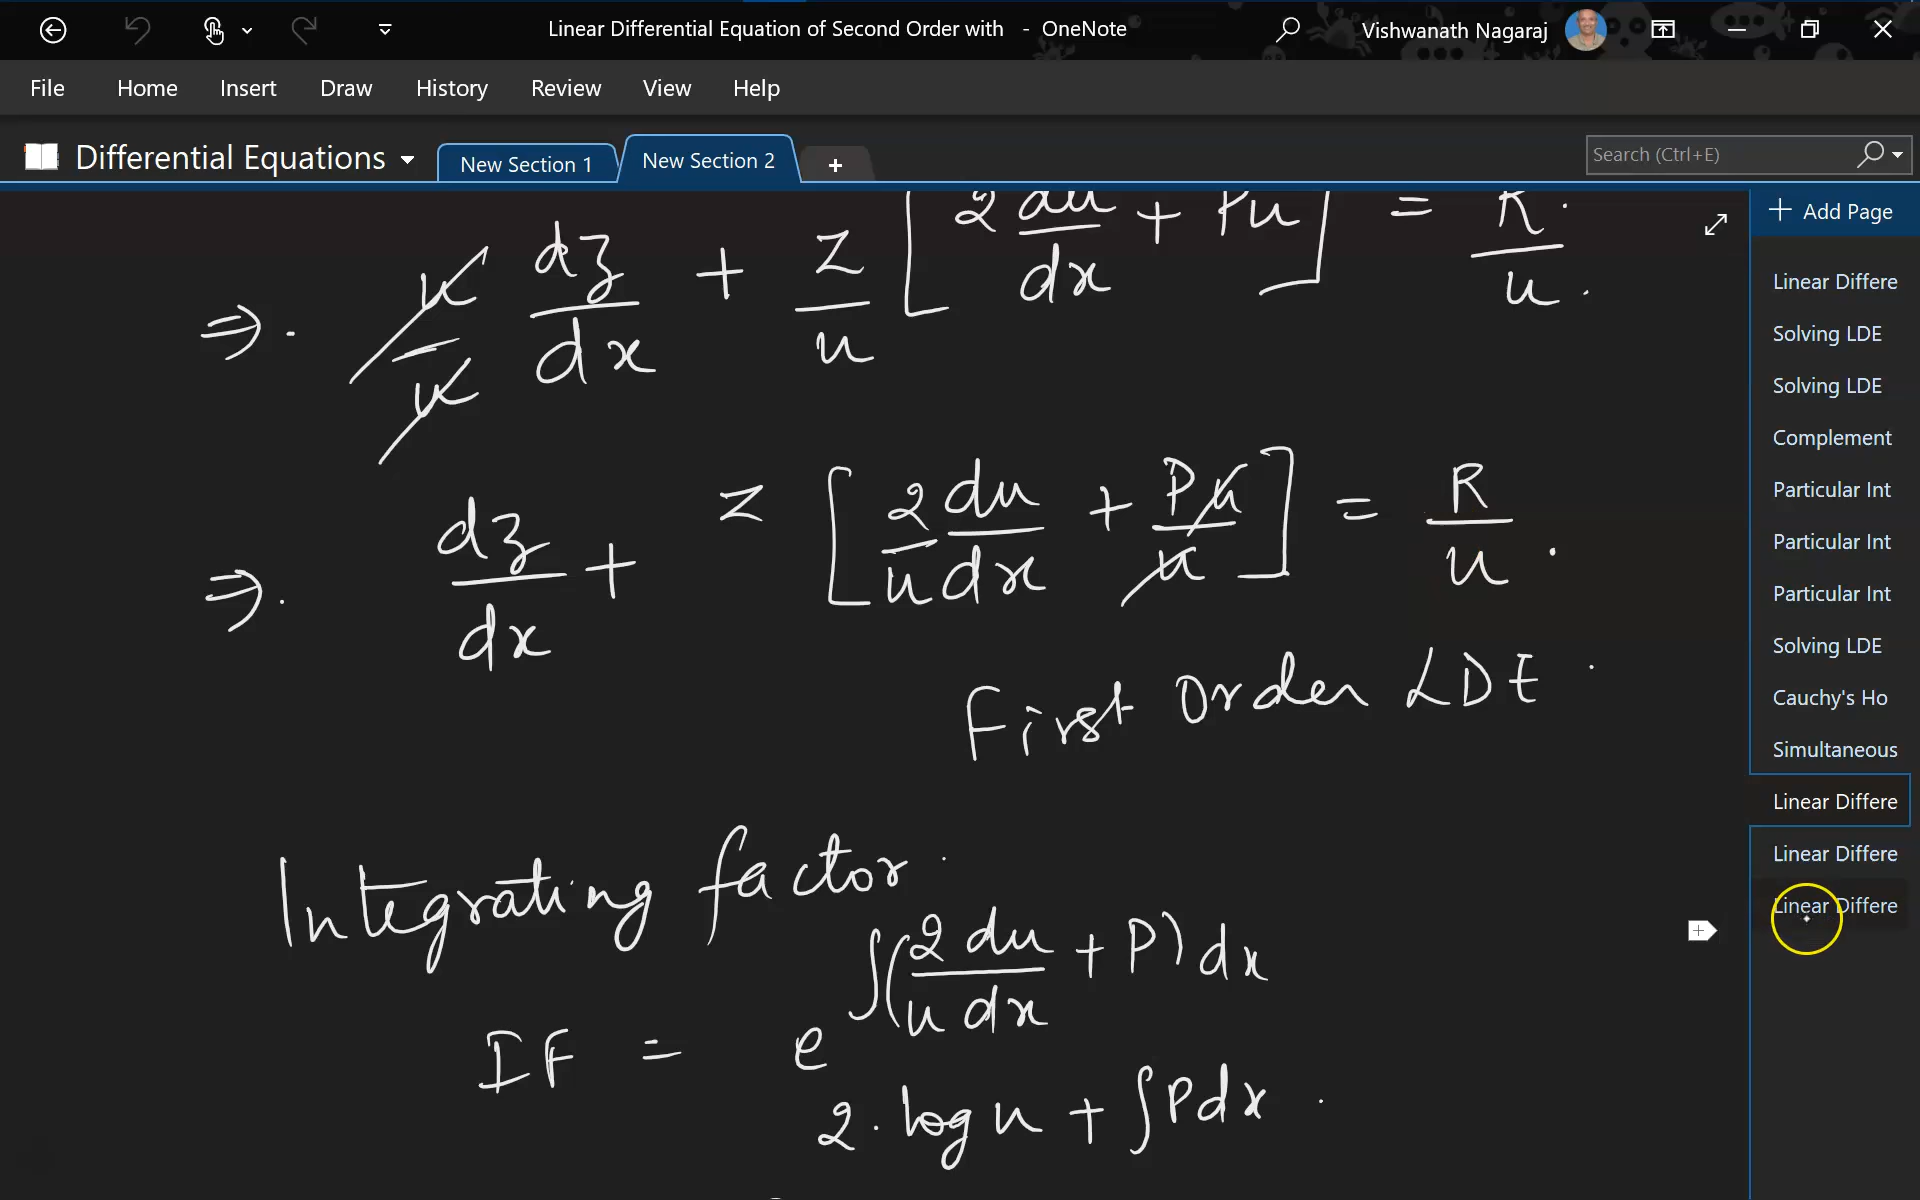 Linear Differential Equation of Second Order with - OneNote
Vishwanath Nagaraj
File Home Insert Draw History Review View Help
Differential Equations New Section 1 New Section 2 +
Search (Ctrl+E)
+ Add Page
Linear Differe
Solving LDE
Solving LDE
Complement
Particular Int
Particular Int
Particular Int
Solving LDE
Cauchy's Ho
Simultaneous
Linear Differe
Linear Differe
Linear Differe
⇒. u/u dz/dx + z/u [2 du/dx + Pu] = R/u.
⇒. dz/dx + z [2/u du/dx + Pu/u] = R/u.
First Order LDE.
Integrating factor.
IF = e ∫(2/u du/dx + P) dx
2. log u + ∫Pdx .